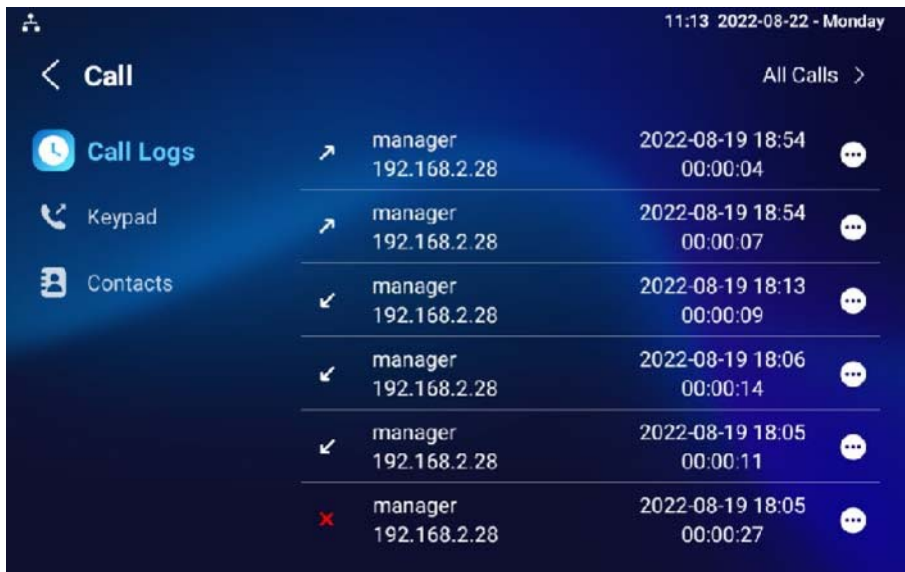 11:13 2022-08-22 - Monday
Call
All Calls
Call Logs
Keypad
Contacts
manager 2022-08-19 18:54
192.168.2.28 00:00:04
manager 2022-08-19 18:54
192.168.2.28 00:00:07
manager 2022-08-19 18:13
192.168.2.28 00:00:09
manager 2022-08-19 18:06
192.168.2.28 00:00:14
manager 2022-08-19 18:05
192.168.2.28 00:00:11
manager 2022-08-19 18:05
192.168.2.28 00:00:27